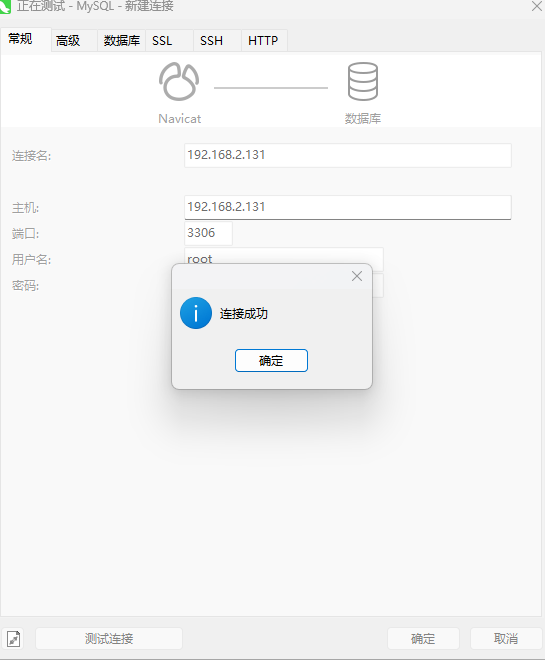 正在测试 - MySQL - 新建连接
常规 高级 数据库 SSL SSH HTTP
Navicat 数据库
连接名: 192.168.2.131
主机: 192.168.2.131
端口: 3306
用户名: root
密码:
连接成功
确定
测试连接 确定 取消